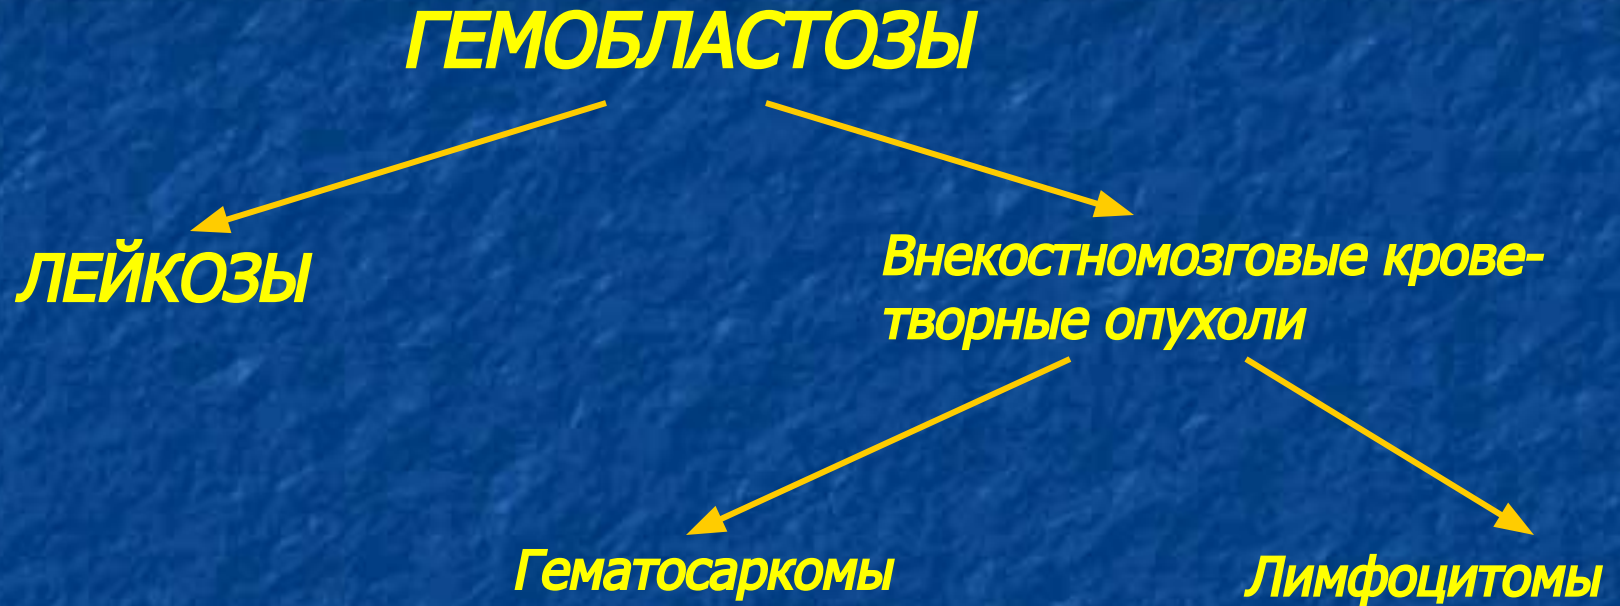 ГЕМОБЛАСТОЗЫ
ЛЕЙКОЗЫ
Внекостномозговые крове-
творные опухоли
Гематосаркомы
Лимфоцитомы